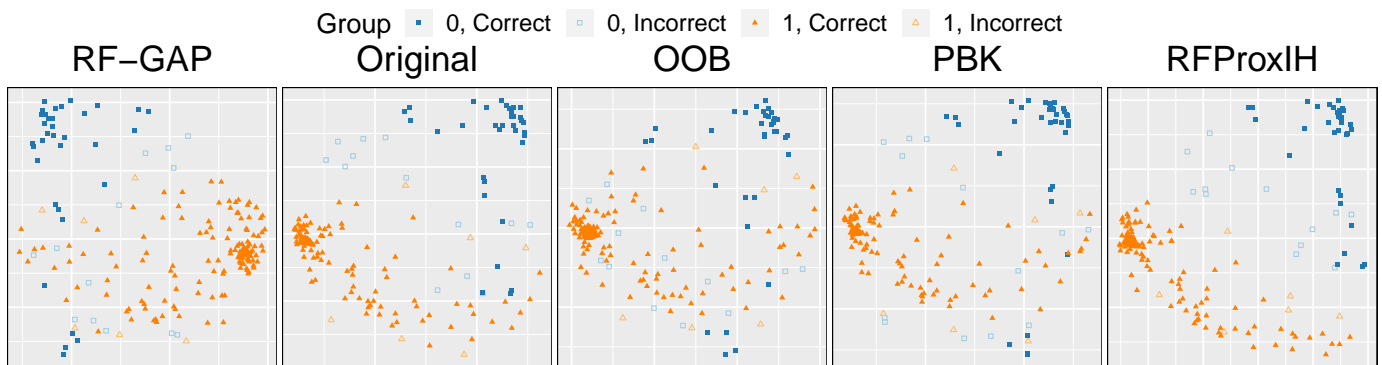 Group 0, Correct 0, Incorrect 1, Correct 1, Incorrect
RF−GAP Original OOB PBK RFProxIH